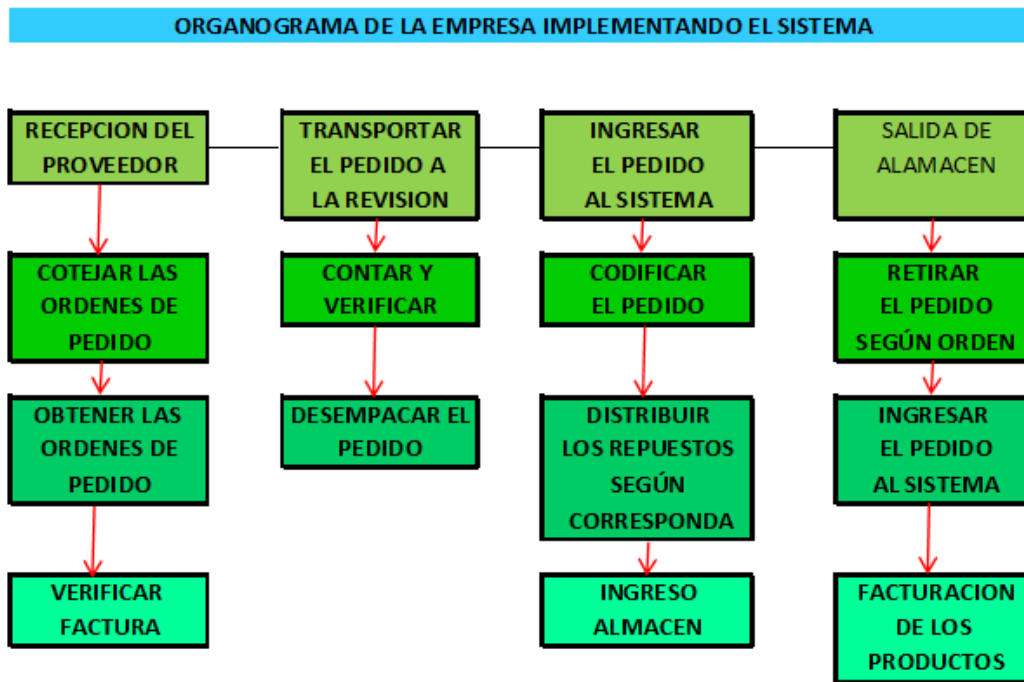 ORGANOGRAMA DE LA EMPRESA IMPLEMENTANDO EL SISTEMA
RECEPCION DEL
PROVEEDOR
COTEJAR LAS
ORDENES DE
PEDIDO
OBTENER LAS
ORDENES DE
PEDIDO
VERIFICAR
FACTURA
TRANSPORTAR
EL PEDIDO A
LA REVISION
CONTAR Y
VERIFICAR
DESEMPACAR EL
PEDIDO
INGRESAR
EL PEDIDO
AL SISTEMA
CODIFICAR
EL PEDIDO
DISTRIBUIR
LOS REPUESTOS
SEGÚN
CORRESPONDA
INGRESO
ALMACEN
SALIDA DE
ALAMACEN
RETIRAR
EL PEDIDO
SEGÚN ORDEN
INGRESAR
EL PEDIDO
AL SISTEMA
FACTURACION
DE LOS
PRODUCTOS